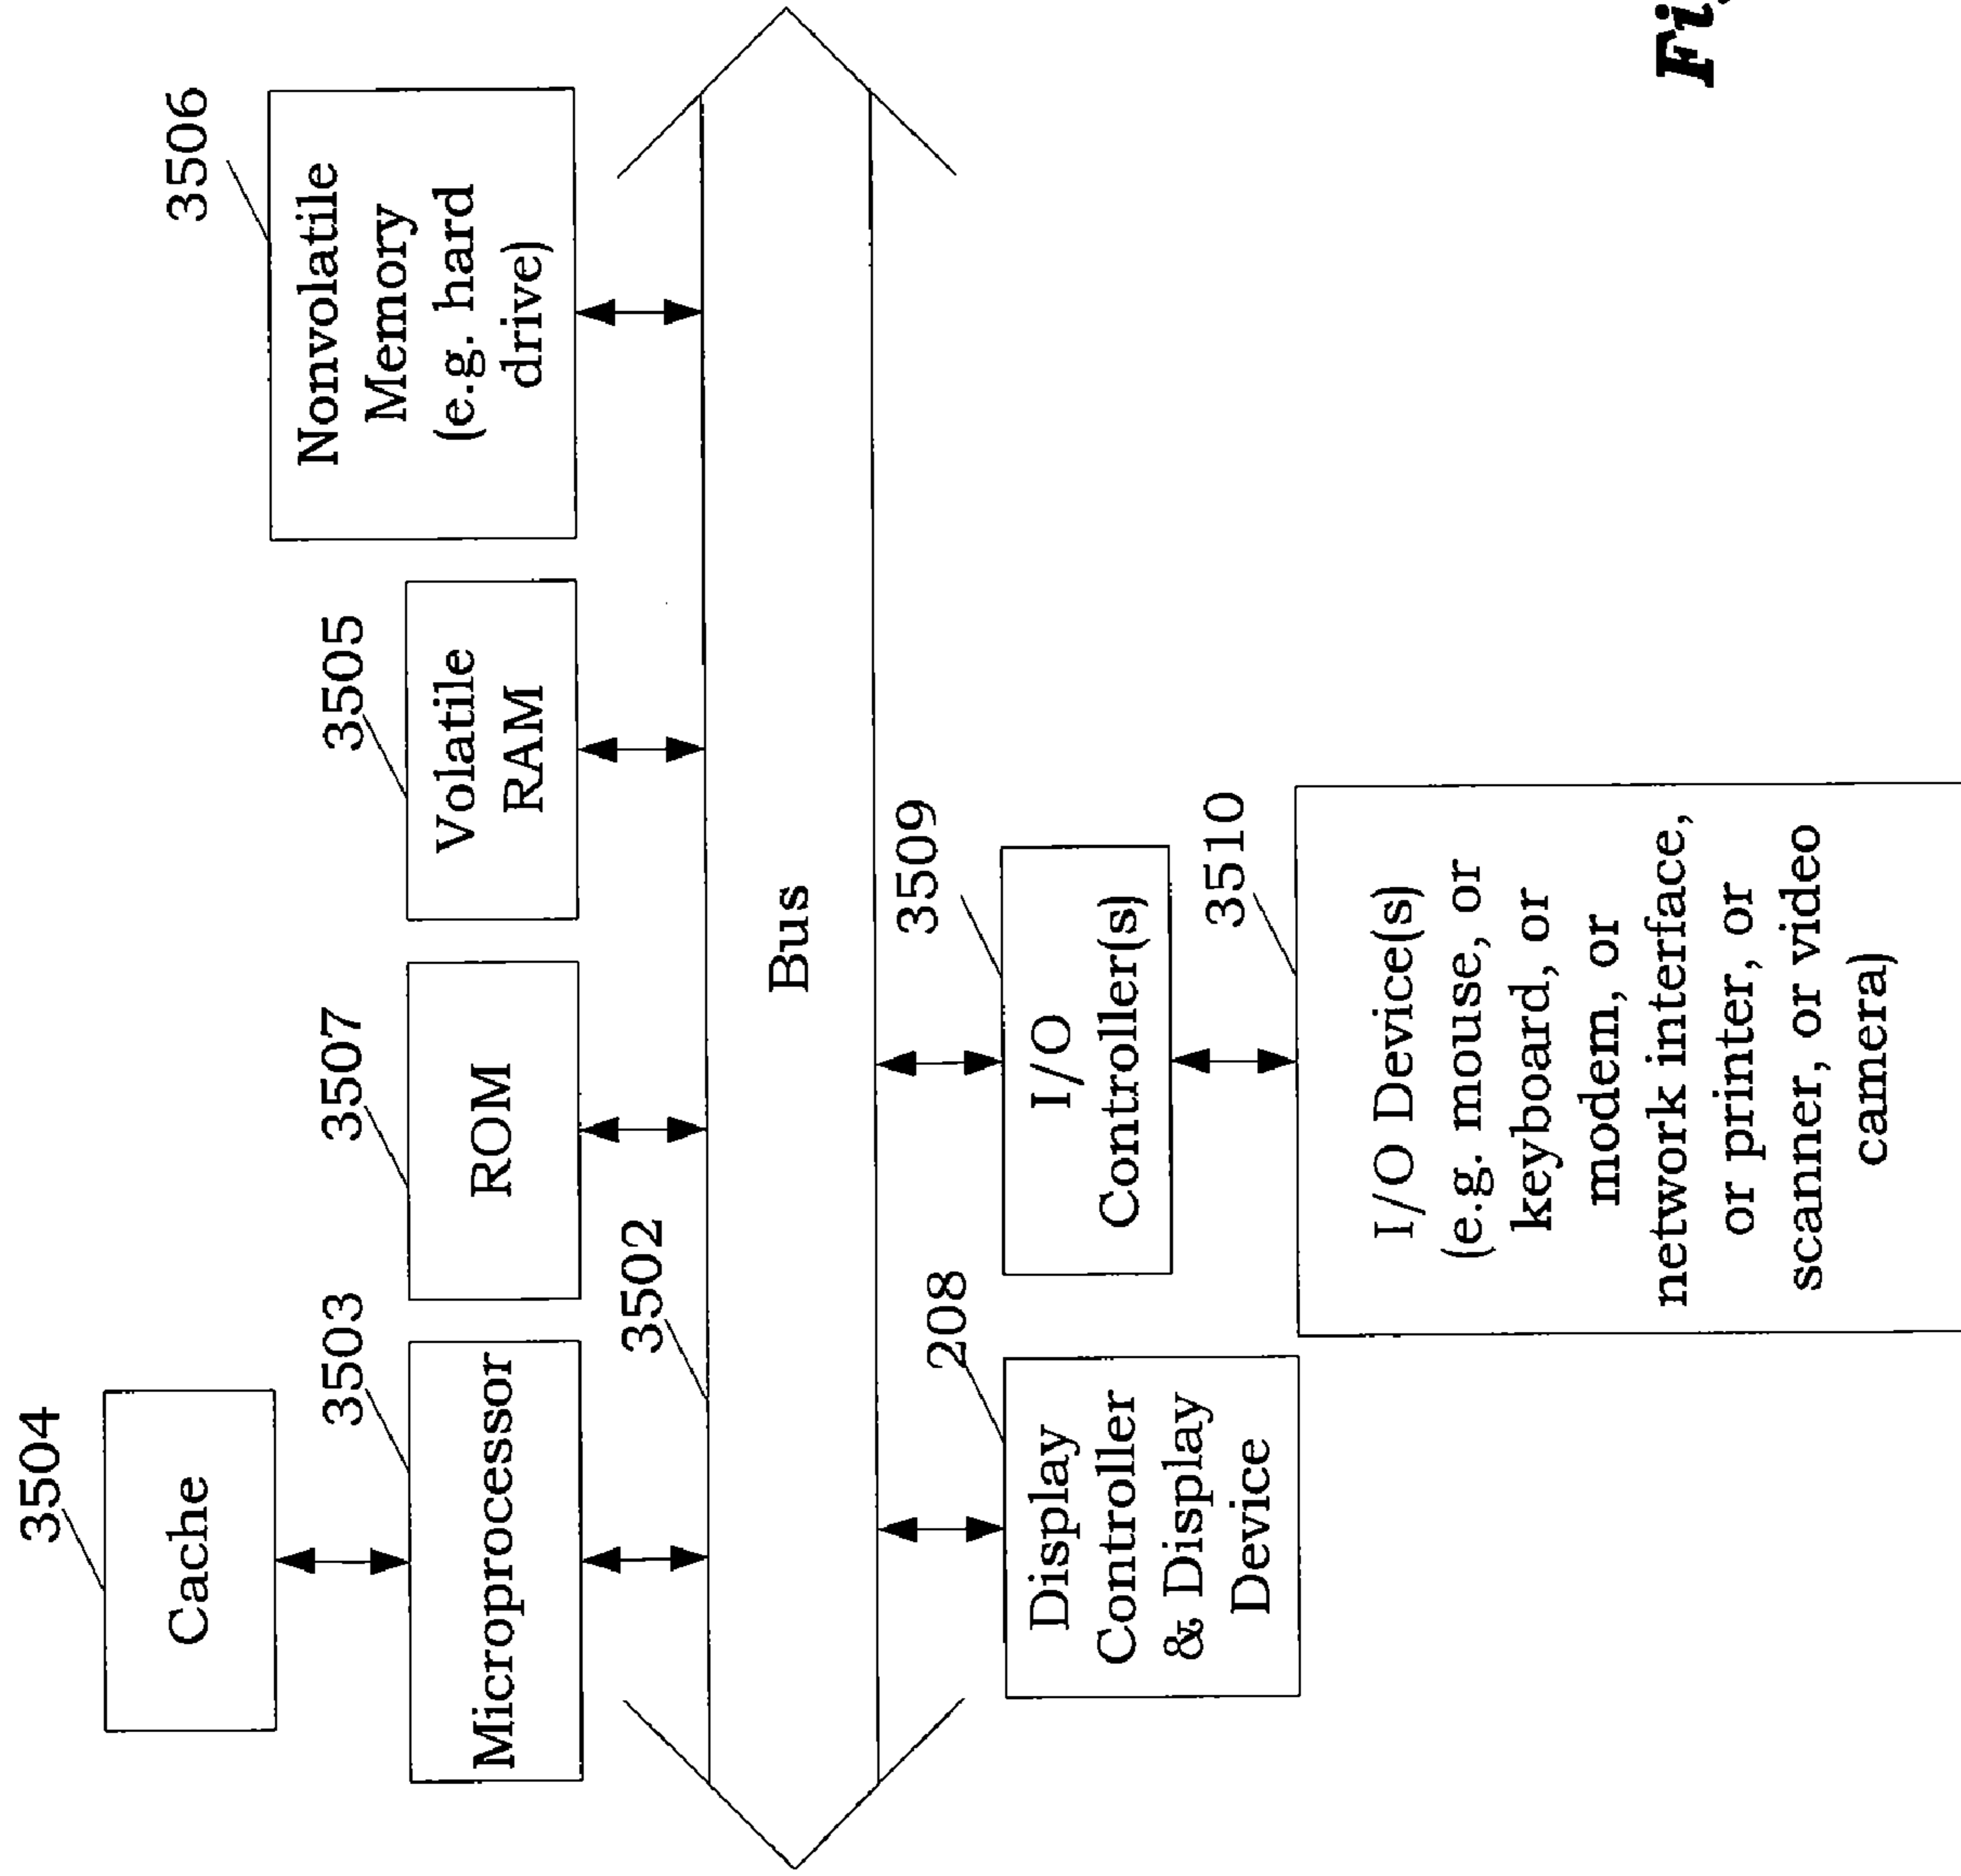 3504
Cache
3503
Microprocessor
3507
ROM
3505
Volatile
RAM
3506
Nonvolatile
Memory
(e.g. hard
drive)
3502
Bus
208
Display
Controller
& Display
Device
3509
I/O
Controller(s)
3510
I/O Device(s)
(e.g. mouse, or
keyboard, or
modem, or
network interface,
or printer, or
scanner, or video
camera)